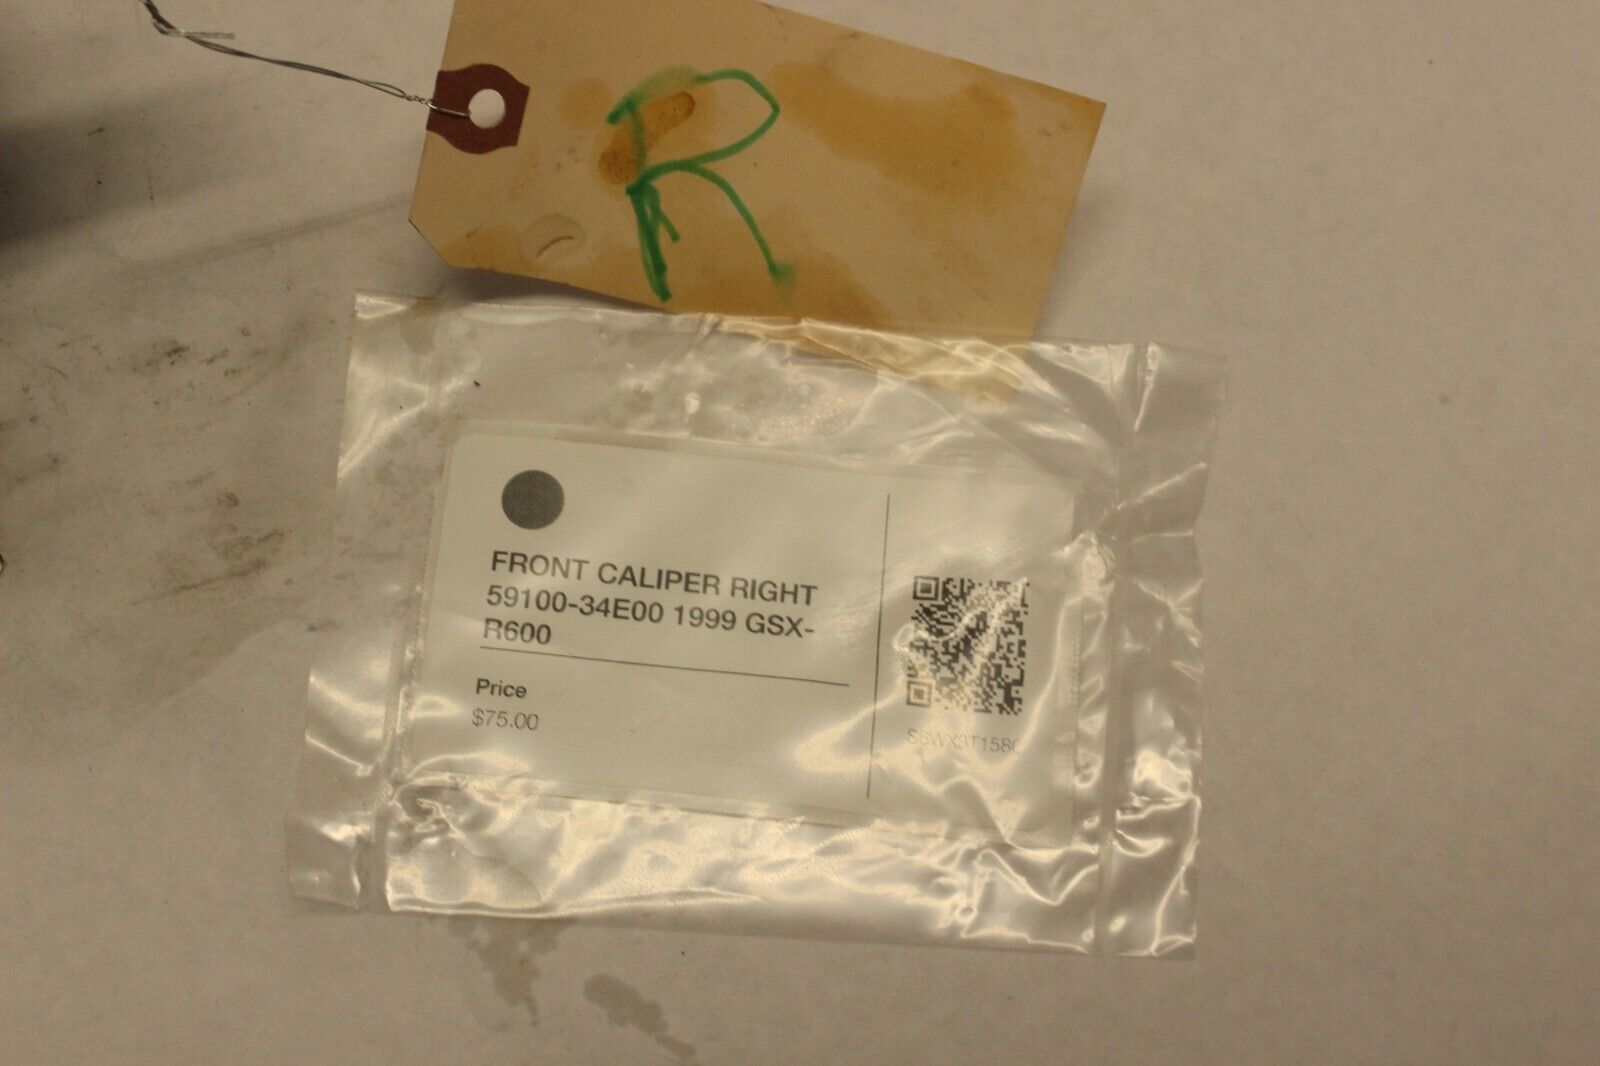 R
FRONT CALIPER RIGHT
59100-34E00 1999 GSX-
R600
Price
$75.00